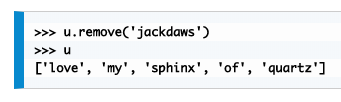 >>> u.remove('jackdaws')
>>> u
['love', 'my', 'sphinx', 'of', 'quartz']